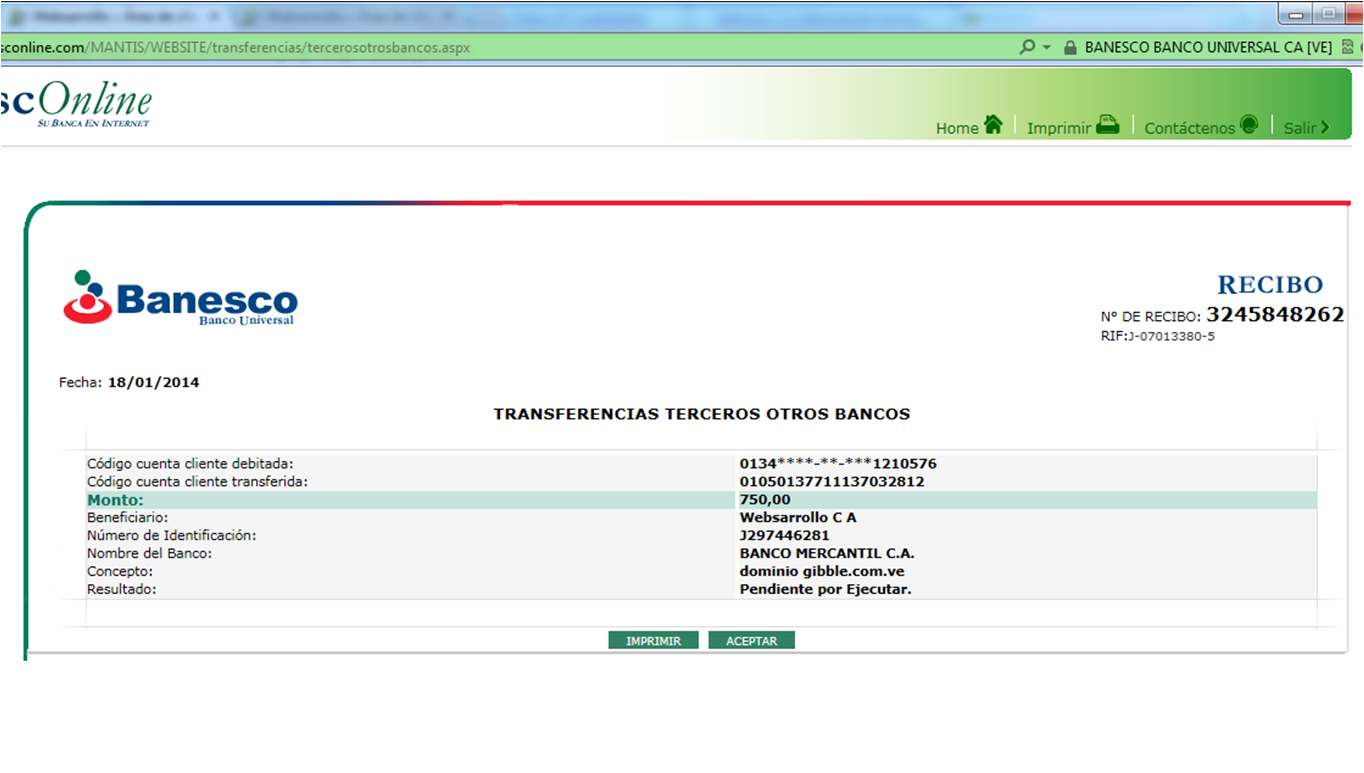 sconline.com/MANTIS/WEBSITE/transferencias/tercerosotrosbancos.aspx
BANESCO BANCO UNIVERSAL CA [VE]
scOnline
SU BANCA EN INTERNET
Home Imprimir Contáctenos Salir
Banesco
Banco Universal
RECIBO
Nº DE RECIBO: 3245848262
RIF:J-07013380-5
Fecha: 18/01/2014
TRANSFERENCIAS TERCEROS OTROS BANCOS
Código cuenta cliente debitada: 0134****-**-***1210576
Código cuenta cliente transferida: 01050137711137032812
Monto: 750,00
Beneficiario: Websarrollo C A
Número de Identificación: J297446281
Nombre del Banco: BANCO MERCANTIL C.A.
Concepto: dominio gibble.com.ve
Resultado: Pendiente por Ejecutar.
IMPRIMIR ACEPTAR